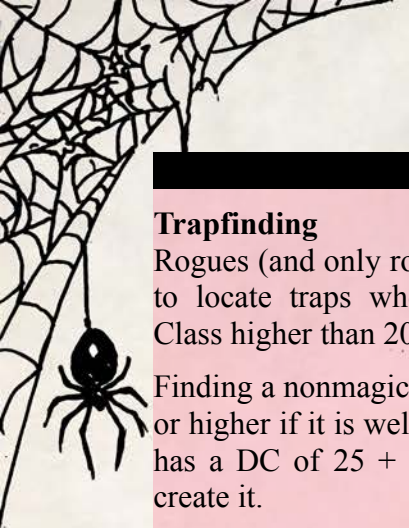 Trapfinding
Rogues (and only ro
to locate traps wh
Class higher than 20
Finding a nonmagic
or higher if it is wel
has a DC of 25 +
create it.